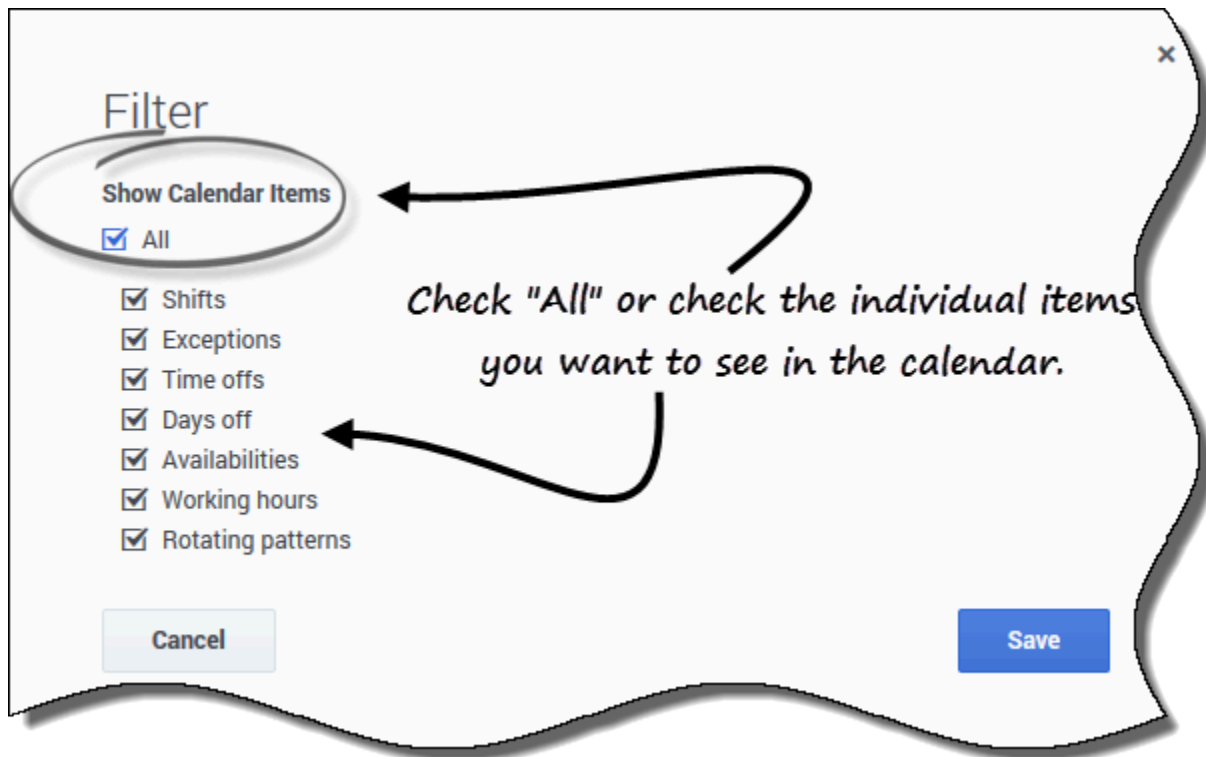 ×
Filter
Show Calendar Items
All
Shifts
Exceptions
Time offs
Days off
Availabilities
Working hours
Rotating patterns
Check "All" or check the individual items
you want to see in the calendar.
Cancel
Save